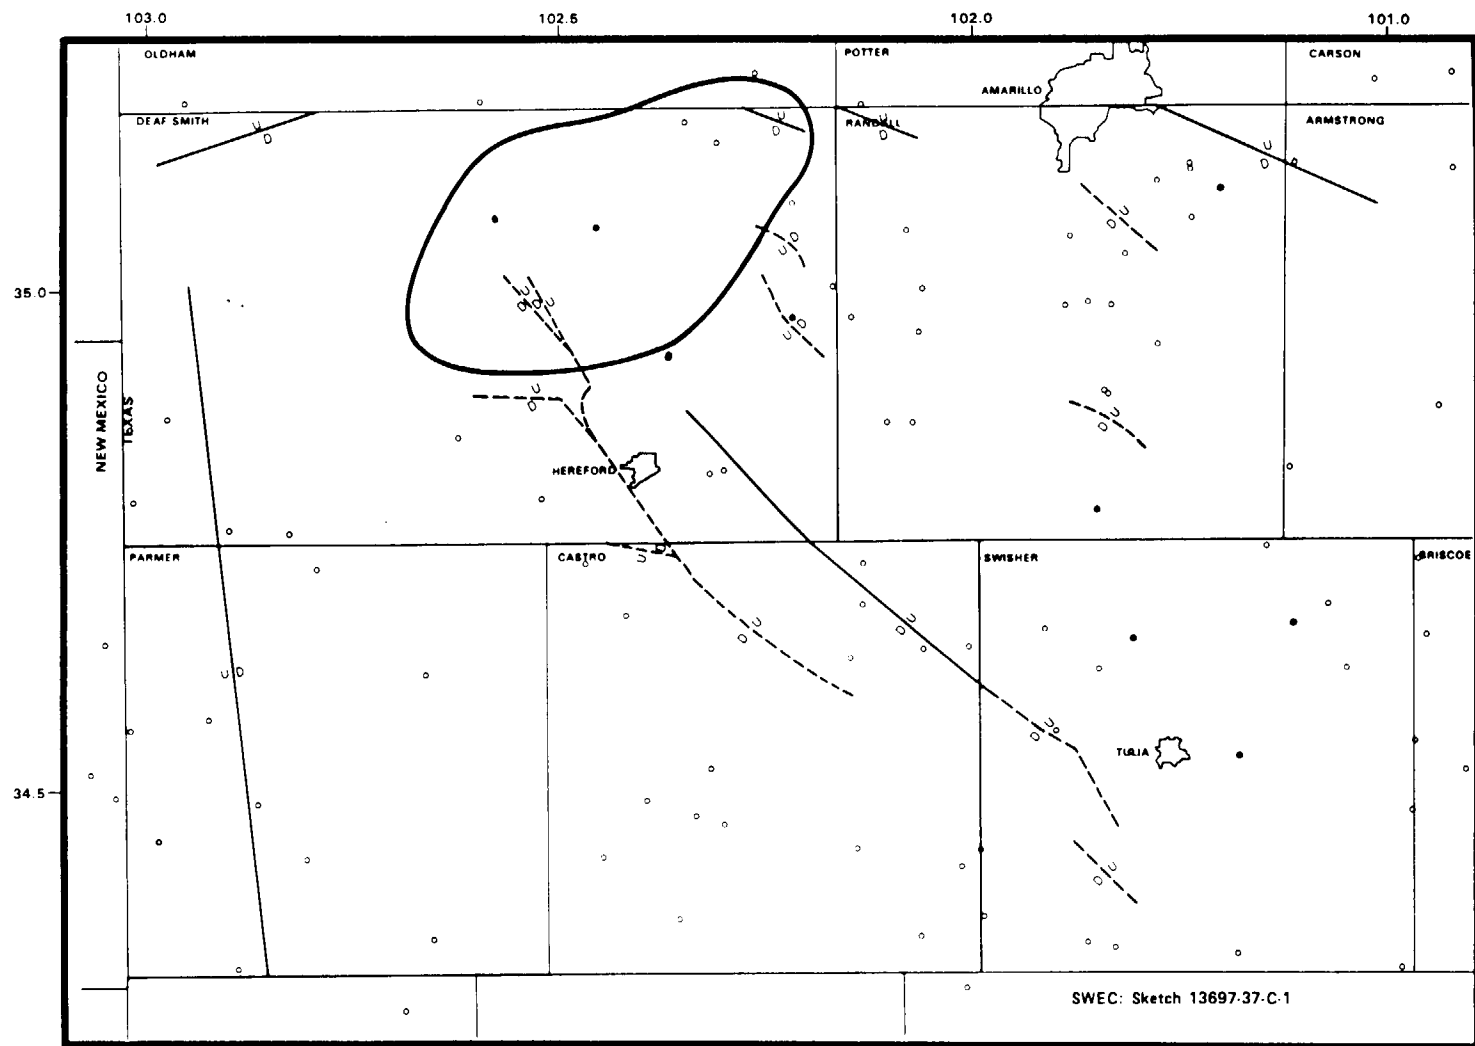 103.0 102.5 102.0 101.0
OLDHAM POTTER CARSON
AMARILLO
DEAF SMITH RANDALL ARMSTRONG
U D
U D
U D
U D
U D
U D
U D
35.0
U D U D
U D
NEW MEXICO
TEXAS
U D
U D
HEREFORD
PARMER CASTRO SWISHER BRISCOE
U D
U D
U D
U D
U D
TULIA
34.5
U D
SWEC: Sketch 13697-37-C-1